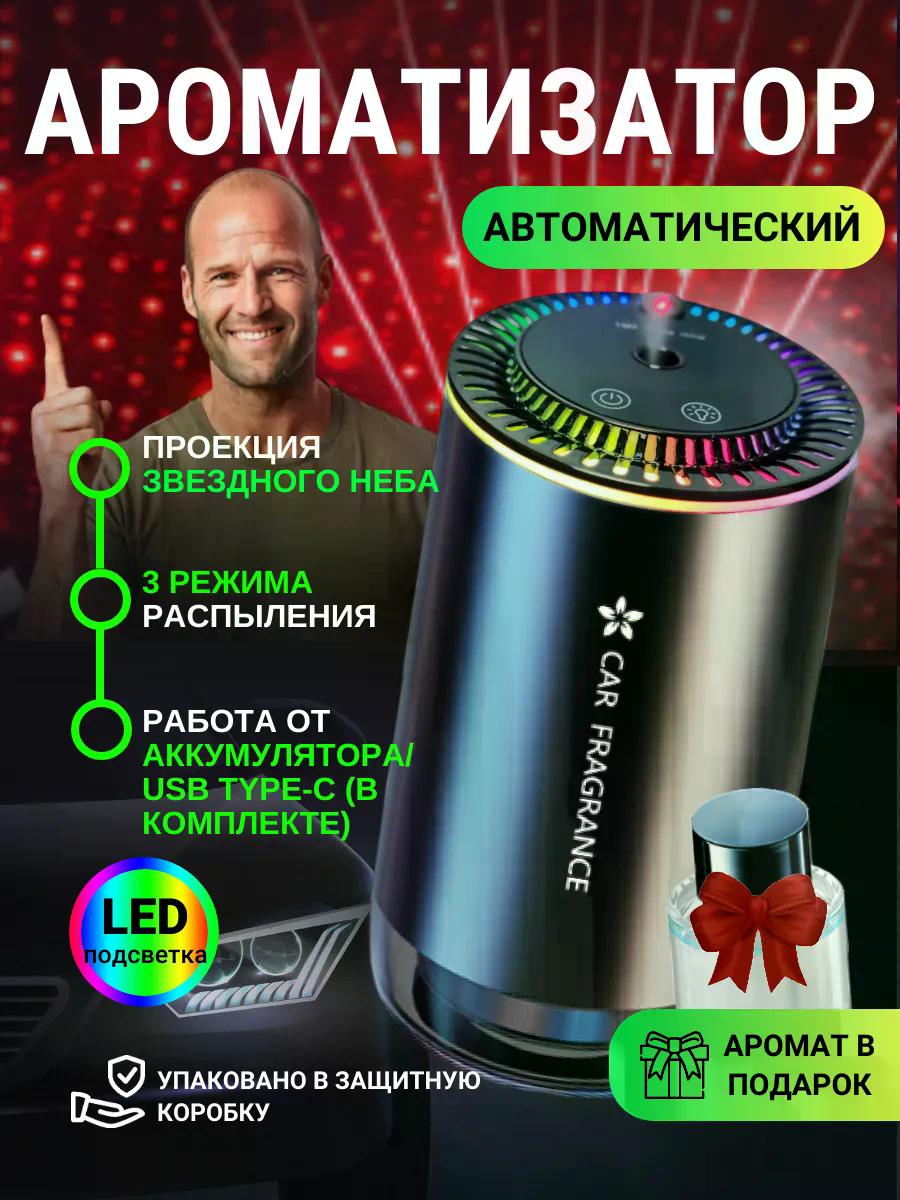 АРОМАТИЗАТОР
АВТОМАТИЧЕСКИЙ
ПРОЕКЦИЯ
ЗВЕЗДНОГО НЕБА
3 РЕЖИМА
РАСПЫЛЕНИЯ
РАБОТА ОТ
АККУМУЛЯТОРА/
USB TYPE-C (В
КОМПЛЕКТЕ)
CAR FRAGRANCE
LED
подсветка
АРОМАТ В
ПОДАРОК
УПАКОВАНО В ЗАЩИТНУЮ
КОРОБКУ